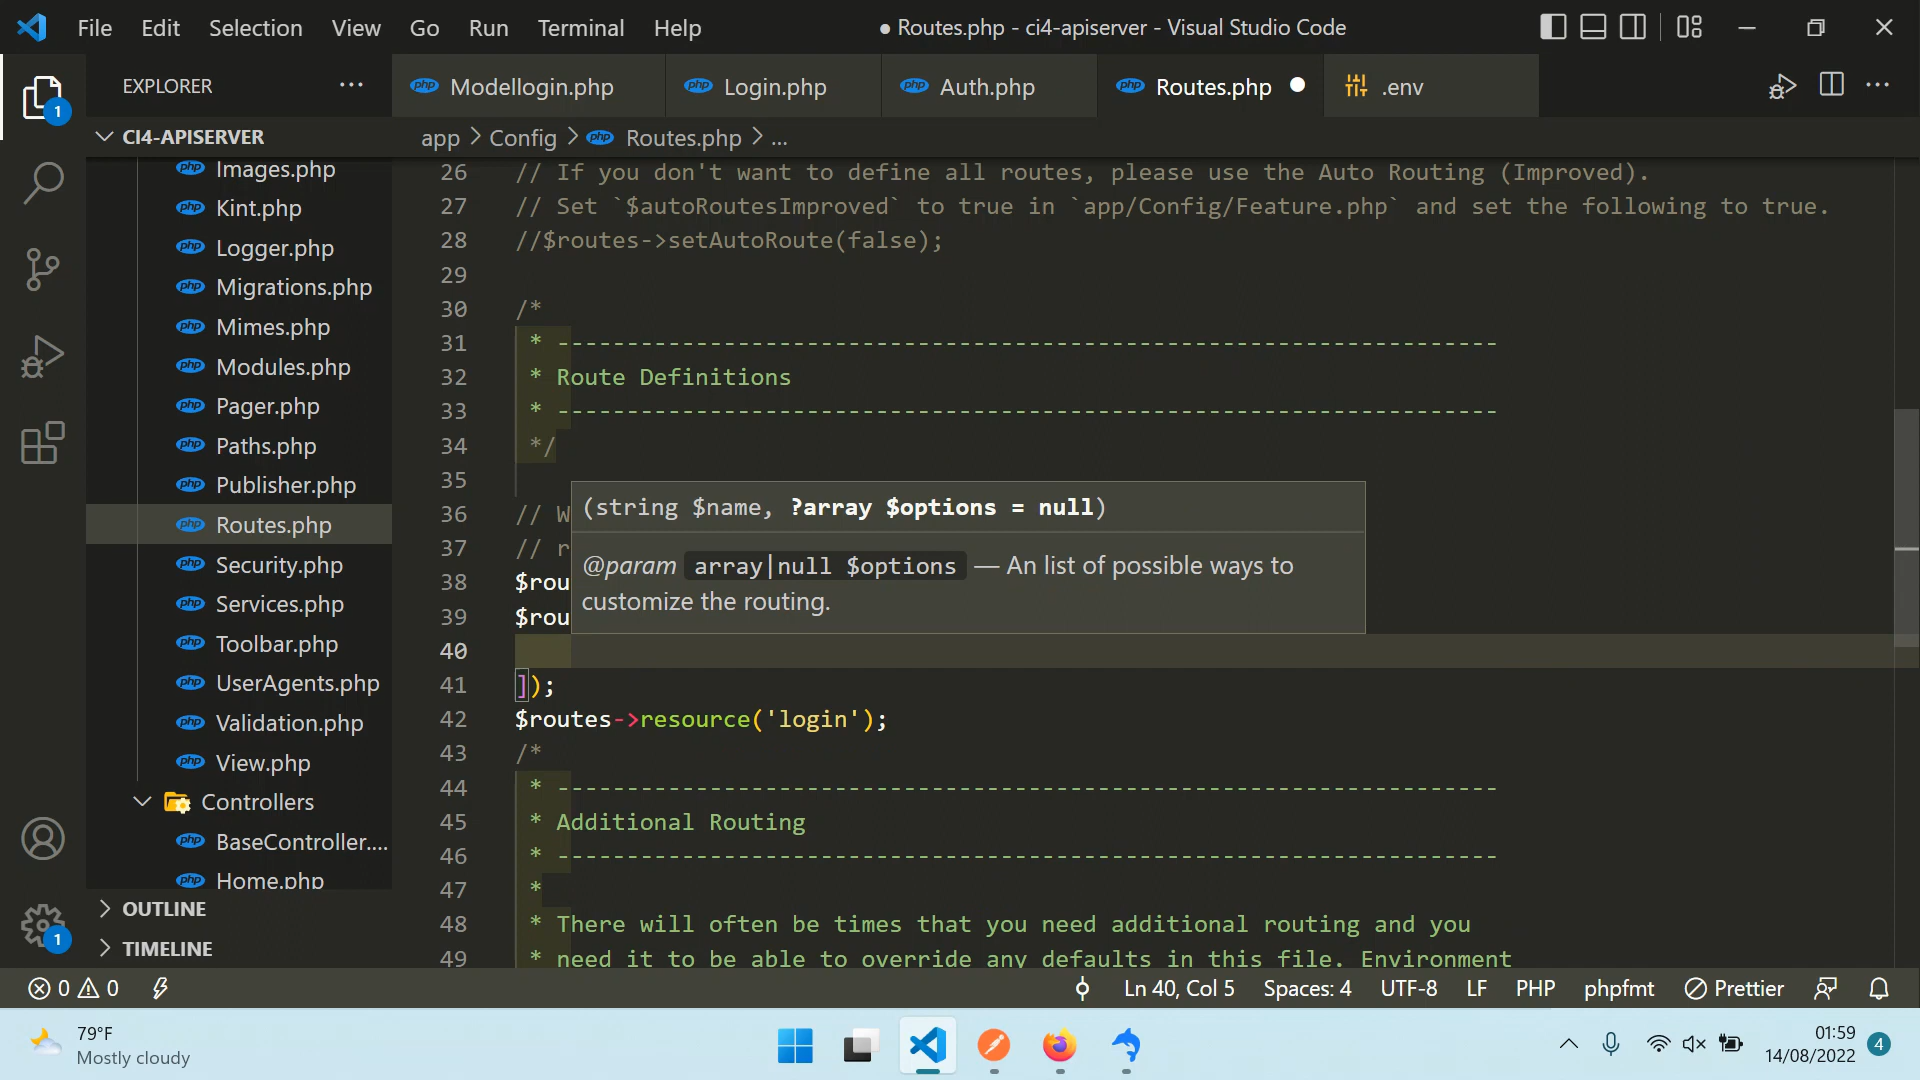 File Edit Selection View Go Run Terminal Help
● Routes.php - ci4-apiserver - Visual Studio Code
EXPLORER ...
Modellogin.php
Login.php
Auth.php
Routes.php ●
.env
CI4-APISERVER
app > Config > Routes.php > ...
Images.php
Kint.php
Logger.php
Migrations.php
Mimes.php
Modules.php
Pager.php
Paths.php
Publisher.php
Routes.php
Security.php
Services.php
Toolbar.php
UserAgents.php
Validation.php
View.php
Controllers
BaseController....
Home.php
OUTLINE
TIMELINE
26 // If you don't want to define all routes, please use the Auto Routing (Improved).
27 // Set `$autoRoutesImproved` to true in `app/Config/Feature.php` and set the following to true.
28 //$routes->setAutoRoute(false);
29
30 /*
31 * --------------------------------------------------------------------
32 * Route Definitions
33 * --------------------------------------------------------------------
34 */
35
36 // W
37 // r
38 $rou
39 $rou
40
41 ]);
42 $routes->resource('login');
43 /*
44 * --------------------------------------------------------------------
45 * Additional Routing
46 * --------------------------------------------------------------------
47 *
48 * There will often be times that you need additional routing and you
49 * need it to be able to override any defaults in this file. Environment
(string $name, ?array $options = null)
@param array|null $options — An list of possible ways to
customize the routing.
1
1
0 0
Ln 40, Col 5 Spaces: 4 UTF-8 LF PHP phpfmt Prettier
79°F
Mostly cloudy
01:59
14/08/2022
4